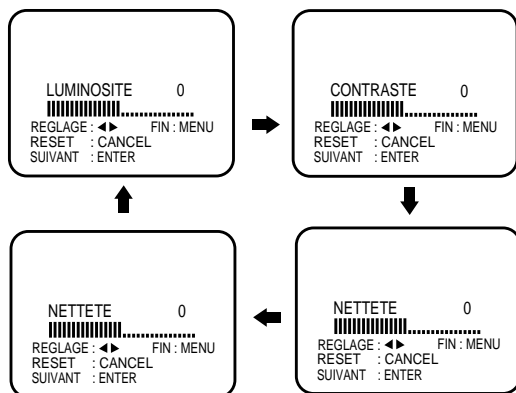 LUMINOSITE 0
REGLAGE : ◀▶ FIN : MENU
RESET : CANCEL
SUIVANT : ENTER
CONTRASTE 0
REGLAGE : ◀▶ FIN : MENU
RESET : CANCEL
SUIVANT : ENTER
NETTETE 0
REGLAGE : ◀▶ FIN : MENU
RESET : CANCEL
SUIVANT : ENTER
NETTETE 0
REGLAGE : ◀▶ FIN : MENU
RESET : CANCEL
SUIVANT : ENTER